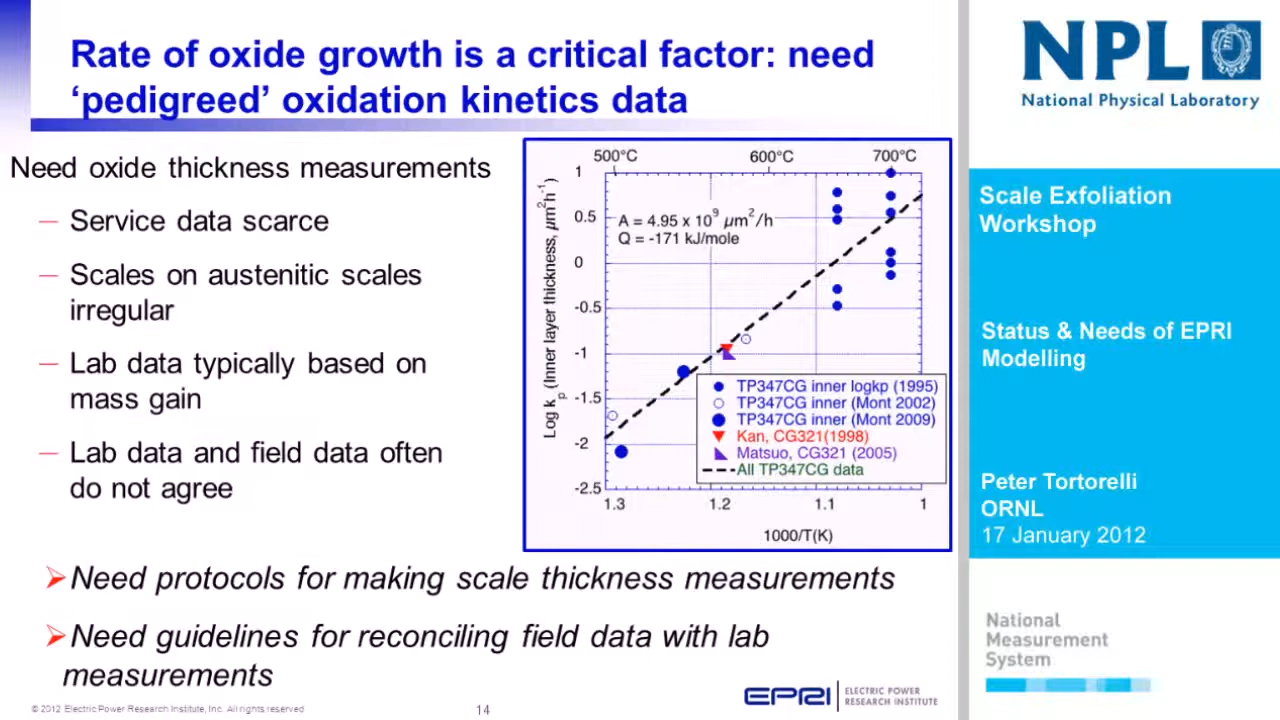 Rate of oxide growth is a critical factor: need
‘pedigreed’ oxidation kinetics data
Need oxide thickness measurements
– Service data scarce
– Scales on austenitic scales
irregular
– Lab data typically based on
mass gain
– Lab data and field data often
do not agree
500°C 600°C 700°C
1
0.5
0
-0.5
-1
-1.5
-2
-2.5
Log kp (Inner layer thickness, µm²h⁻¹)
A = 4.95 x 10⁹ µm²/h
Q = -171 kJ/mole
TP347CG inner logkp (1995)
TP347CG inner (Mont 2002)
TP347CG inner (Mont 2009)
Kan, CG321(1998)
Matsuo, CG321 (2005)
All TP347CG data
1.3 1.2 1.1 1
1000/T(K)
➢Need protocols for making scale thickness measurements
➢Need guidelines for reconciling field data with lab
measurements
© 2012 Electric Power Research Institute, Inc. All rights reserved
14
EPRI
ELECTRIC POWER
RESEARCH INSTITUTE
NPL
National Physical Laboratory
Scale Exfoliation
Workshop
Status & Needs of EPRI
Modelling
Peter Tortorelli
ORNL
17 January 2012
National
Measurement
System